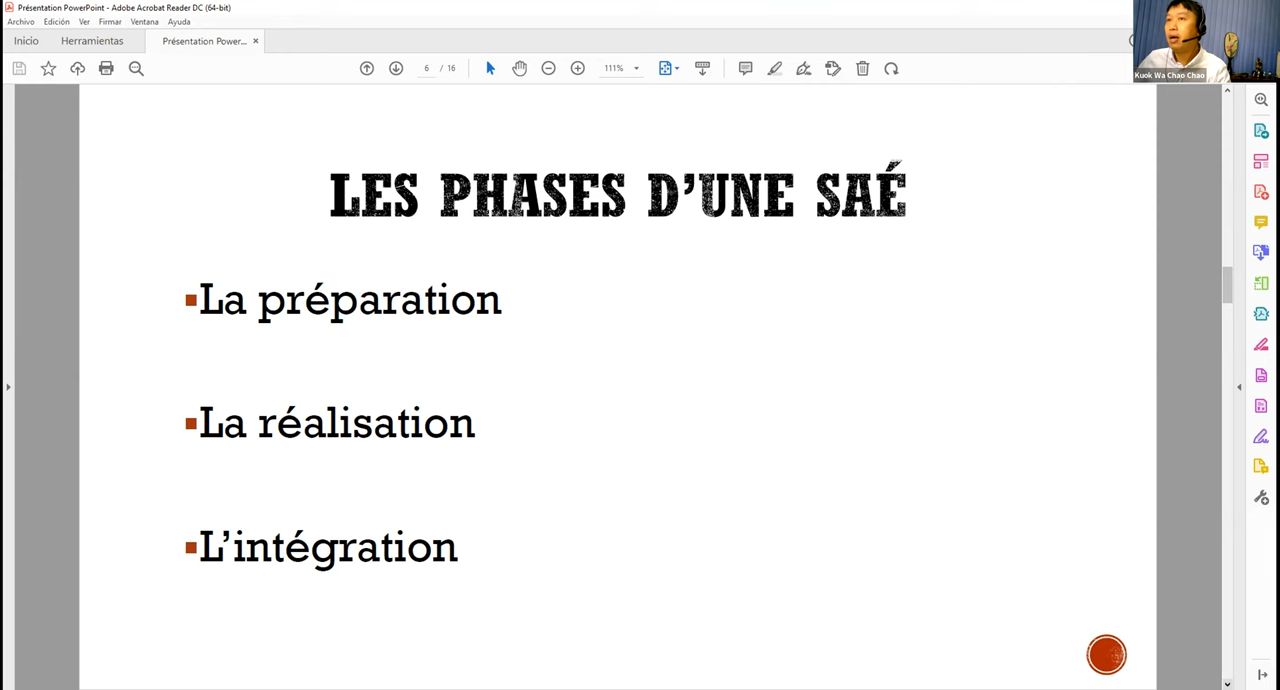 Présentation PowerPoint - Adobe Acrobat Reader DC (64-bit)
Archivo Edición Ver Firmar Ventana Ayuda
Inicio Herramientas Présentation Power... ×
6 / 16 111%
Kuok Wa Chao Chao
LES PHASES D’UNE SAÉ
▪La préparation
▪La réalisation
▪L’intégration